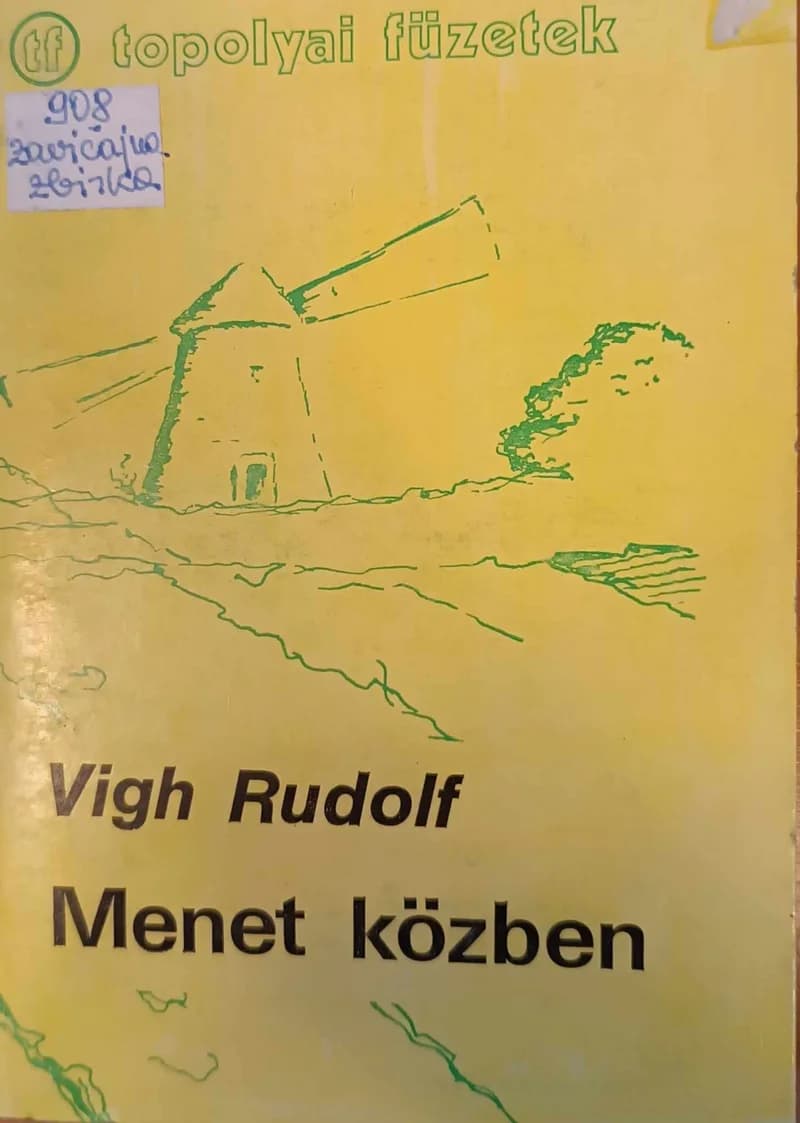 tf topolyai füzetek
908
zavičajna
zbirka
Vigh Rudolf
Menet közben